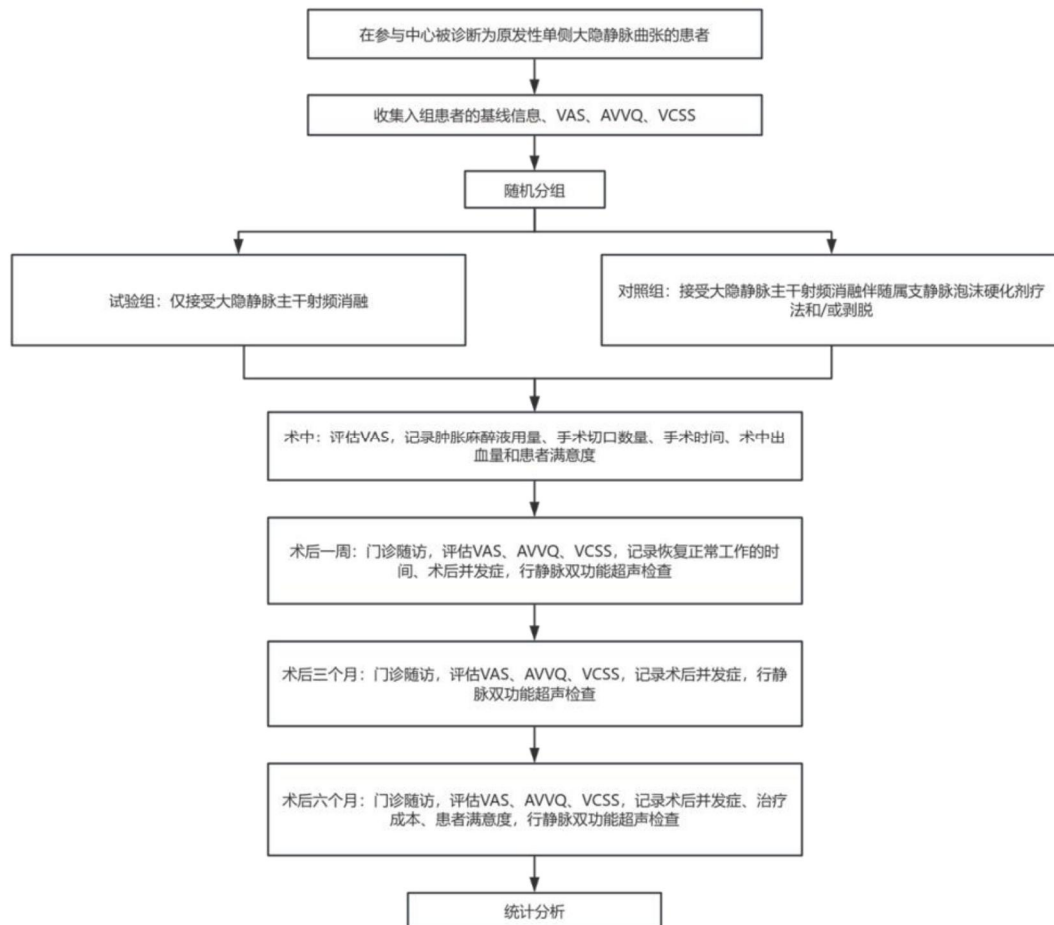 在参与中心被诊断为原发性单侧大隐静脉曲张的患者
收集入组患者的基线信息、VAS、AVVQ、VCSS
随机分组
试验组：仅接受大隐静脉主干射频消融
对照组：接受大隐静脉主干射频消融伴随属支静脉泡沫硬化剂疗
法和/或剥脱
术中：评估VAS，记录肿胀麻醉液用量、手术切口数量、手术时间、术中出
血量和患者满意度
术后一周：门诊随访，评估VAS、AVVQ、VCSS，记录恢复正常工作的时
间、术后并发症，行静脉双功能超声检查
术后三个月：门诊随访，评估VAS、AVVQ、VCSS，记录术后并发症，行静
脉双功能超声检查
术后六个月：门诊随访，评估VAS、AVVQ、VCSS，记录术后并发症、治疗
成本、患者满意度，行静脉双功能超声检查
统计分析